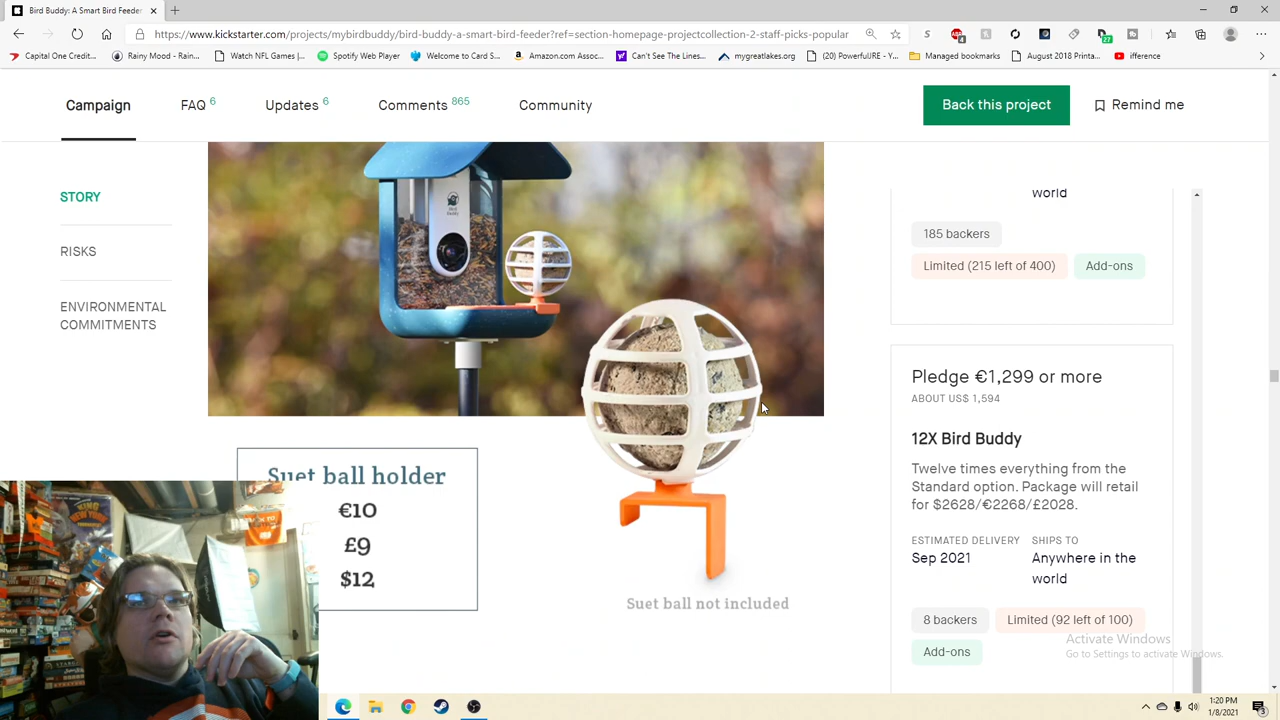 Bird Buddy: A Smart Bird Feeder
https://www.kickstarter.com/projects/mybirdbuddy/bird-buddy-a-smart-bird-feeder?ref=section-homepage-projectcollection-2-staff-picks-popular
Capital One Credit...
Rainy Mood - Rain...
Watch NFL Games |...
Spotify Web Player
Welcome to Card S...
Amazon.com Assoc...
Can't See The Lines...
mygreatlakes.org
(20) PowerfulJRE - Y...
Managed bookmarks
August 2018 Printa...
ifference
Campaign
FAQ 6
Updates 6
Comments 865
Community
Back this project
Remind me
STORY
RISKS
ENVIRONMENTAL
COMMITMENTS
Bird
Buddy
Suet ball holder
€10
£9
$12
Suet ball not included
world
185 backers
Limited (215 left of 400)
Add-ons
Pledge €1,299 or more
ABOUT US$ 1,594
12X Bird Buddy
Twelve times everything from the
Standard option. Package will retail
for $2628/€2268/£2028.
ESTIMATED DELIVERY
Sep 2021
SHIPS TO
Anywhere in the
world
8 backers
Limited (92 left of 100)
Add-ons
Activate Windows
Go to Settings to activate Windows.
1:20 PM
1/8/2021